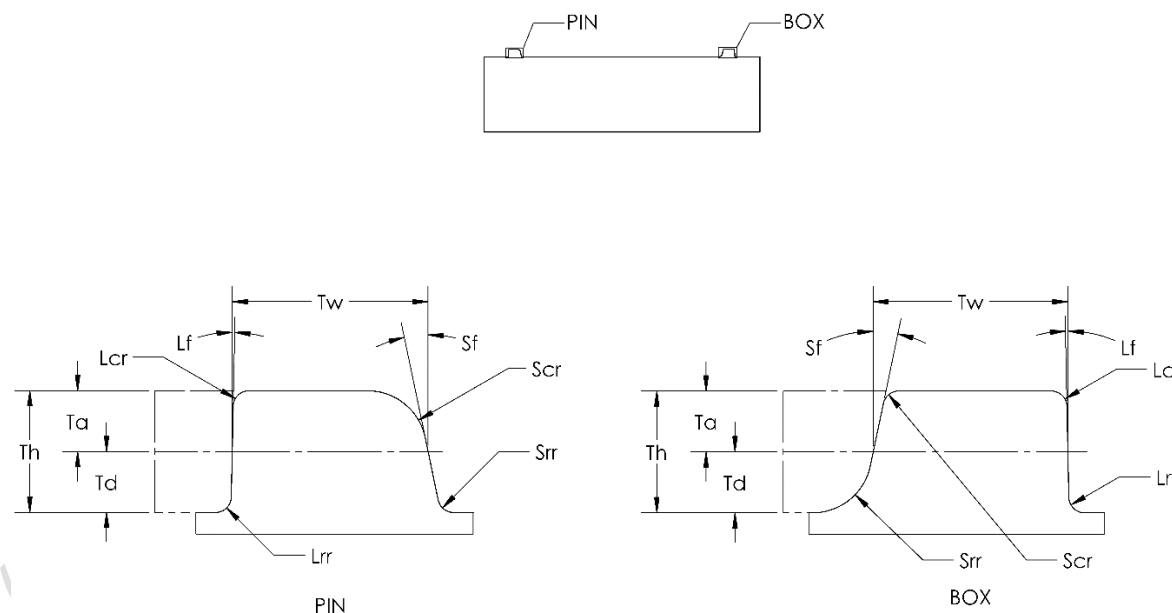 PIN
BOX
Tw
Lf
Sf
Lcr
Scr
Ta
Th
Td
Srr
Lrr
PIN
Tw
Sf
Lf
Ta
Th
Td
Srr
Scr
BOX